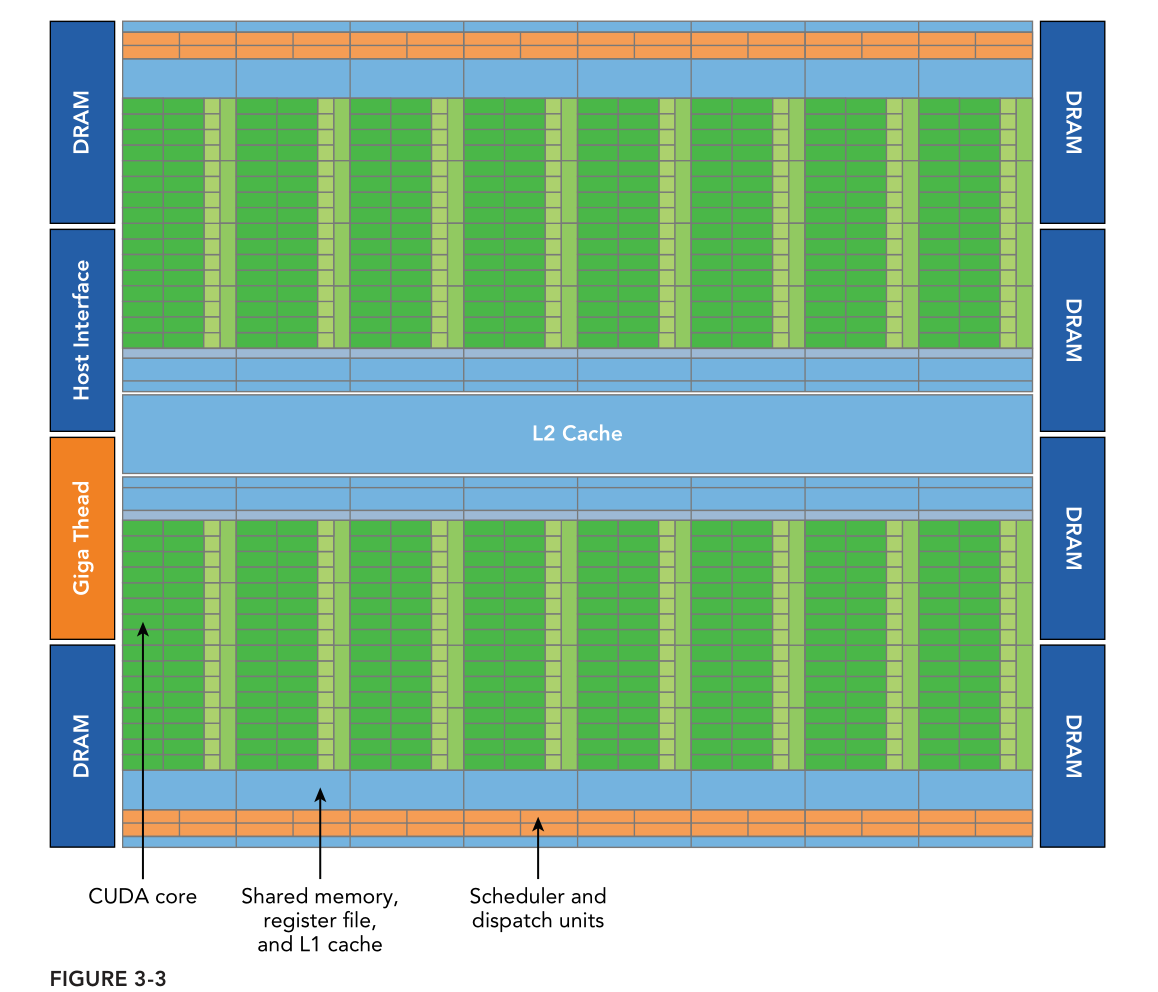 DRAM
Host Interface
Giga Thead
DRAM
DRAM
DRAM
DRAM
DRAM
L2 Cache
CUDA core
Shared memory,
register file,
and L1 cache
Scheduler and
dispatch units
FIGURE 3-3